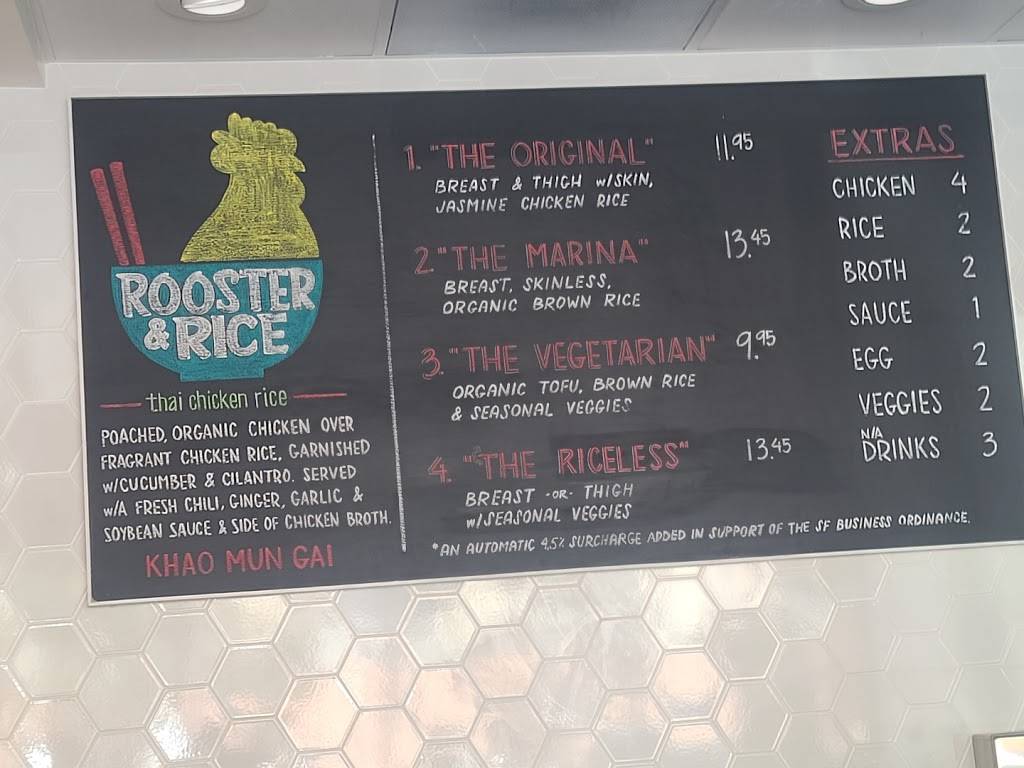 ROOSTER
& RICE
thai chicken rice
POACHED, ORGANIC CHICKEN OVER
FRAGRANT CHICKEN RICE, GARNISHED
w/CUCUMBER & CILANTRO. SERVED
w/A FRESH CHILI, GINGER, GARLIC &
SOYBEAN SAUCE & SIDE OF CHICKEN BROTH.
KHAO MUN GAI
1. "THE ORIGINAL" 11.95
BREAST & THIGH w/SKIN,
JASMINE CHICKEN RICE
2 "THE MARINA" 13.45
BREAST, SKINLESS,
ORGANIC BROWN RICE
3. "THE VEGETARIAN" 9.95
ORGANIC TOFU, BROWN RICE
& SEASONAL VEGGIES
4. "THE RICELESS" 13.45
BREAST -OR- THIGH
w/SEASONAL VEGGIES
*AN AUTOMATIC 4.5% SURCHARGE ADDED IN SUPPORT OF THE SF BUSINESS ORDINANCE.
EXTRAS
CHICKEN 4
RICE 2
BROTH 2
SAUCE 1
EGG 2
VEGGIES 2
N/A
DRINKS 3